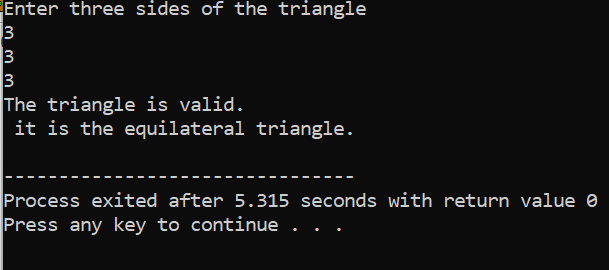 Enter three sides of the triangle
3
3
3
The triangle is valid.
 it is the equilateral triangle.

--------------------------------
Process exited after 5.315 seconds with return value 0
Press any key to continue . . .